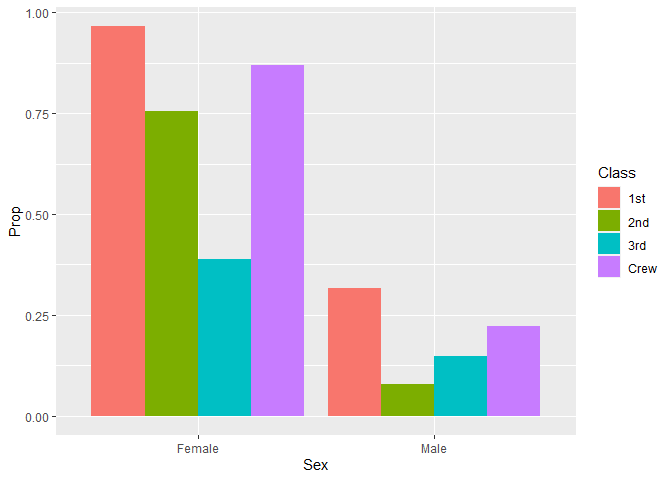 1.00
0.75
0.50
0.25
0.00
Prop
Female
Male
Sex
Class
1st
2nd
3rd
Crew